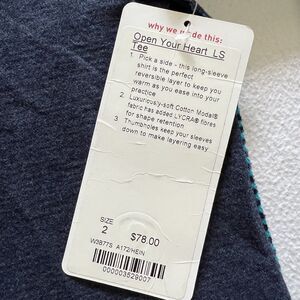 why we made this:
Open Your Heart LS
Tee
1. Pick a side - this long-sleeve
shirt is the perfect
reversible layer to keep you
warm as you ease into your
practice
2. Luxuriously-soft Cotton Modal®
fabric has added LYCRA® fibres
for shape retention
3. Thumbholes keep your sleeves
down to make layering easy
SIZE
2 $78.00
W3877S A172/HEIN
000003529007